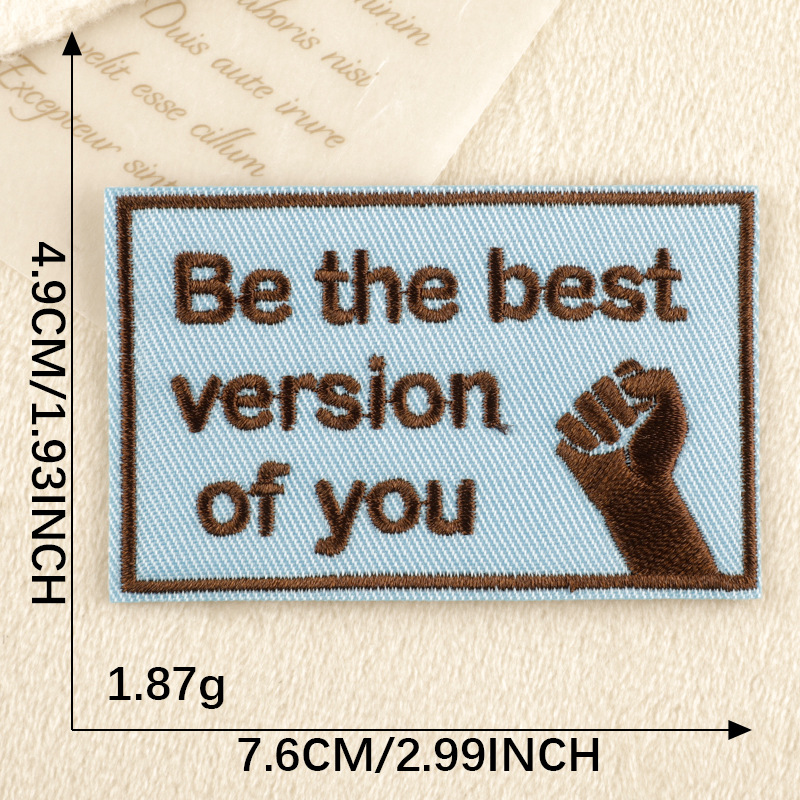 minim
laboris nisi
Duis aute irure
velit esse cillum
Excepteur sint
Be the best
version
of you
4.9CM/1.93INCH
1.87g
7.6CM/2.99INCH